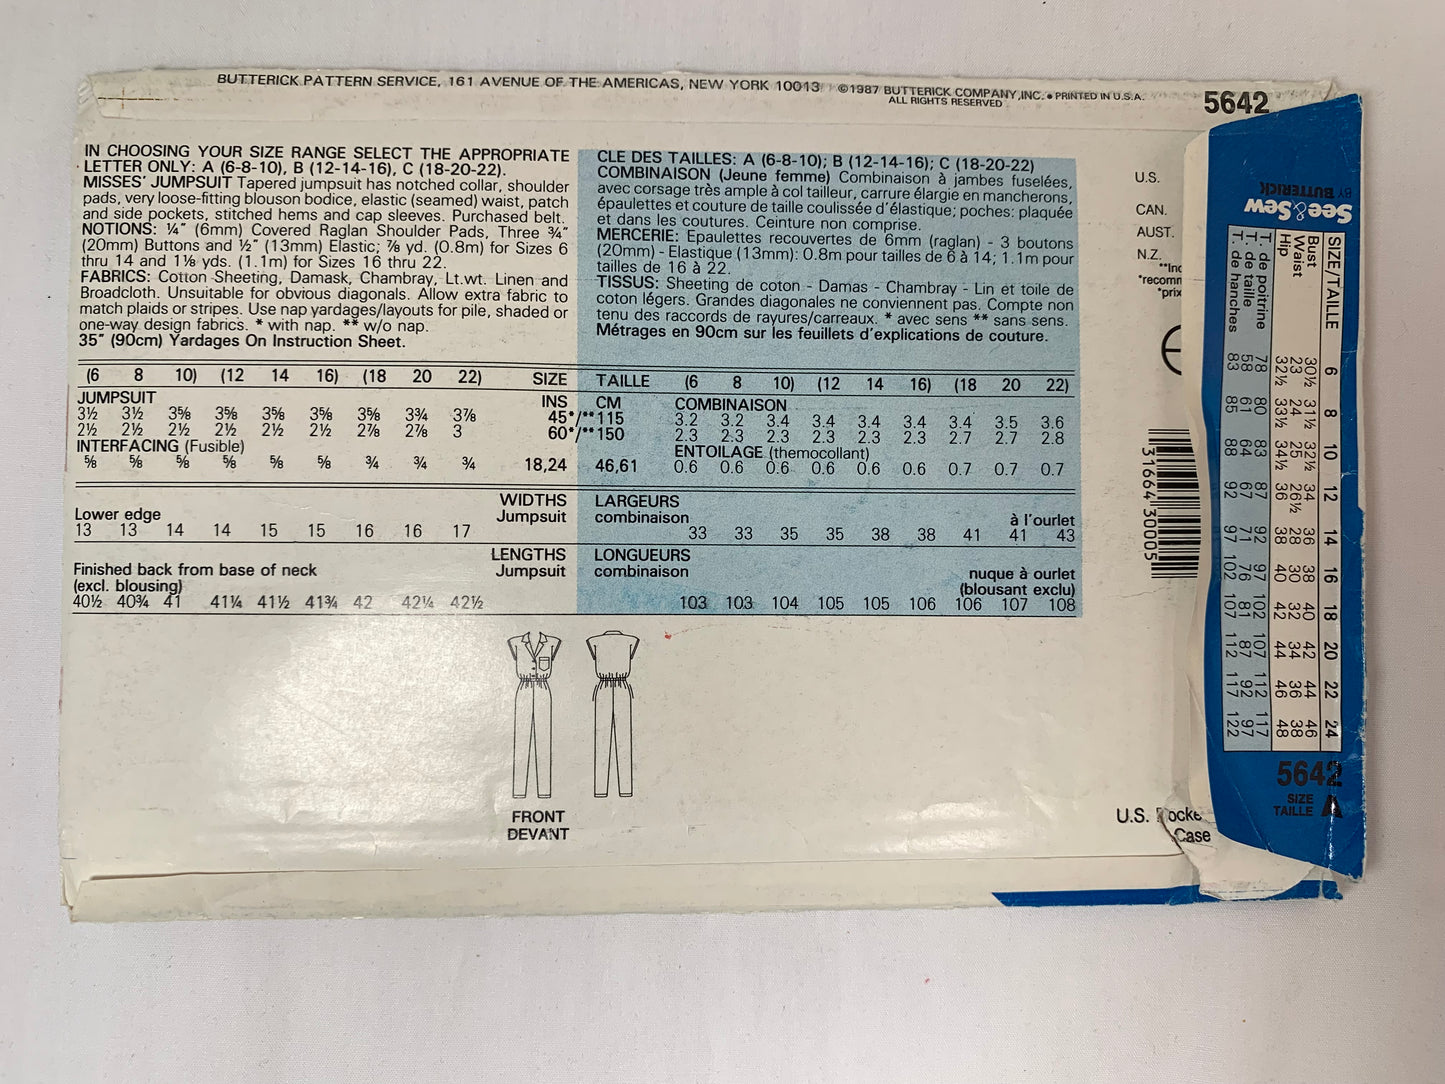 BUTTERICK PATTERN SERVICE, 161 AVENUE OF THE AMERICAS, NEW YORK 10013 ©1987 BUTTERICK COMPANY, INC. • PRINTED IN U.S.A.
ALL RIGHTS RESERVED
5642
IN CHOOSING YOUR SIZE RANGE SELECT THE APPROPRIATE
LETTER ONLY: A (6-8-10), B (12-14-16), C (18-20-22).
MISSES' JUMPSUIT Tapered jumpsuit has notched collar, shoulder
pads, very loose-fitting blouson bodice, elastic (seamed) waist, patch
and side pockets, stitched hems and cap sleeves. Purchased belt.
NOTIONS: ¼" (6mm) Covered Raglan Shoulder Pads, Three ¾"
(20mm) Buttons and ½" (13mm) Elastic; ⅞ yd. (0.8m) for Sizes 6
thru 14 and 1⅛ yds. (1.1m) for Sizes 16 thru 22.
FABRICS: Cotton Sheeting, Damask, Chambray, Lt.wt. Linen and
Broadcloth. Unsuitable for obvious diagonals. Allow extra fabric to
match plaids or stripes. Use nap yardages/layouts for pile, shaded or
one-way design fabrics. * with nap. ** w/o nap.
35" (90cm) Yardages On Instruction Sheet.
CLE DES TAILLES: A (6-8-10); B (12-14-16); C (18-20-22)
COMBINAISON (Jeune femme) Combinaison à jambes fuselées,
avec corsage très ample à col tailleur, carrure élargie en mancherons,
épaulettes et couture de taille coulissée d'élastique; poches: plaquée
et dans les coutures. Ceinture non comprise.
MERCERIE: Epaulettes recouvertes de 6mm (raglan) - 3 boutons
(20mm) - Elastique (13mm): 0.8m pour tailles de 6 à 14; 1.1m pour
tailles de 16 à 22.
TISSUS: Sheeting de coton - Damas - Chambray - Lin et toile de
coton légers. Grandes diagonales ne conviennent pas. Compte non
tenu des raccords de rayures/carreaux. * avec sens ** sans sens.
Métrages en 90cm sur les feuillets d'explications de couture.
(6 8 10) (12 14 16) (18 20 22) SIZE TAILLE (6 8 10) (12 14 16) (18 20 22)
JUMPSUIT INS CM COMBINAISON
3½ 3½ 3⅝ 3⅝ 3⅝ 3⅝ 3⅝ 3¾ 3⅞ 45*/** 115 3.2 3.2 3.4 3.4 3.4 3.4 3.4 3.5 3.6
2½ 2½ 2½ 2½ 2½ 2½ 2⅞ 2⅞ 3 60*/** 150 2.3 2.3 2.3 2.3 2.3 2.3 2.7 2.7 2.8
INTERFACING (Fusible) ENTOILAGE (themocollant)
⅝ ⅝ ⅝ ⅝ ⅝ ⅝ ¾ ¾ ¾ 18,24 46,61 0.6 0.6 0.6 0.6 0.6 0.6 0.7 0.7 0.7
WIDTHS LARGEURS
Lower edge Jumpsuit combinaison à l'ourlet
13 13 14 14 15 15 16 16 17 33 33 35 35 38 38 41 41 43
LENGTHS LONGUEURS
Finished back from base of neck Jumpsuit combinaison nuque à ourlet
(excl. blousing) (blousant exclu)
40½ 40¾ 41 41¼ 41½ 41¾ 42 42¼ 42½ 103 103 104 105 105 106 106 107 108
FRONT
DEVANT
U.S.
CAN.
AUST.
N.Z.
31664 30005
U.S.
Case
See&Sew
BY BUTTERICK
SIZE/TAILLE 6 8 10 12 14 16 18 20 22 24
Bust 30½ 31½ 32½ 34 36 38 40 42 44 46
Waist 23 24 25 26½ 28 30 32 34 36 38
Hip 32½ 33½ 34½ 36 38 40 42 44 46 48
T. de poitrine 78 80 83 87 92 97 102 107 112 117
T. de taille 58 61 64 67 71 76 81 87 92 97
T. de hanches 83 85 88 92 97 102 107 112 117 122
5642
SIZE
TAILLE